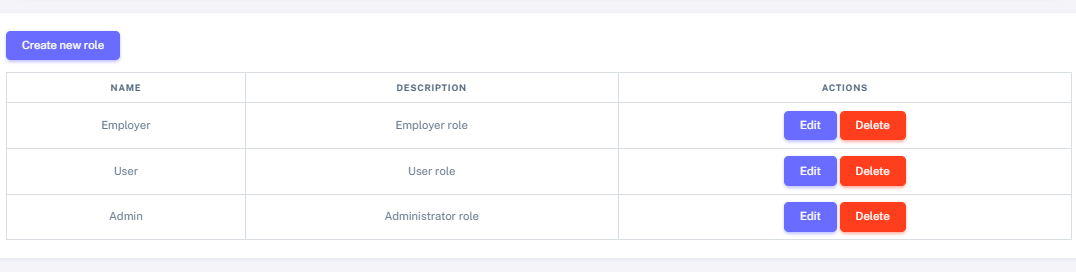 Create new role
NAME DESCRIPTION ACTIONS
Employer Employer role Edit Delete
User User role Edit Delete
Admin Administrator role Edit Delete